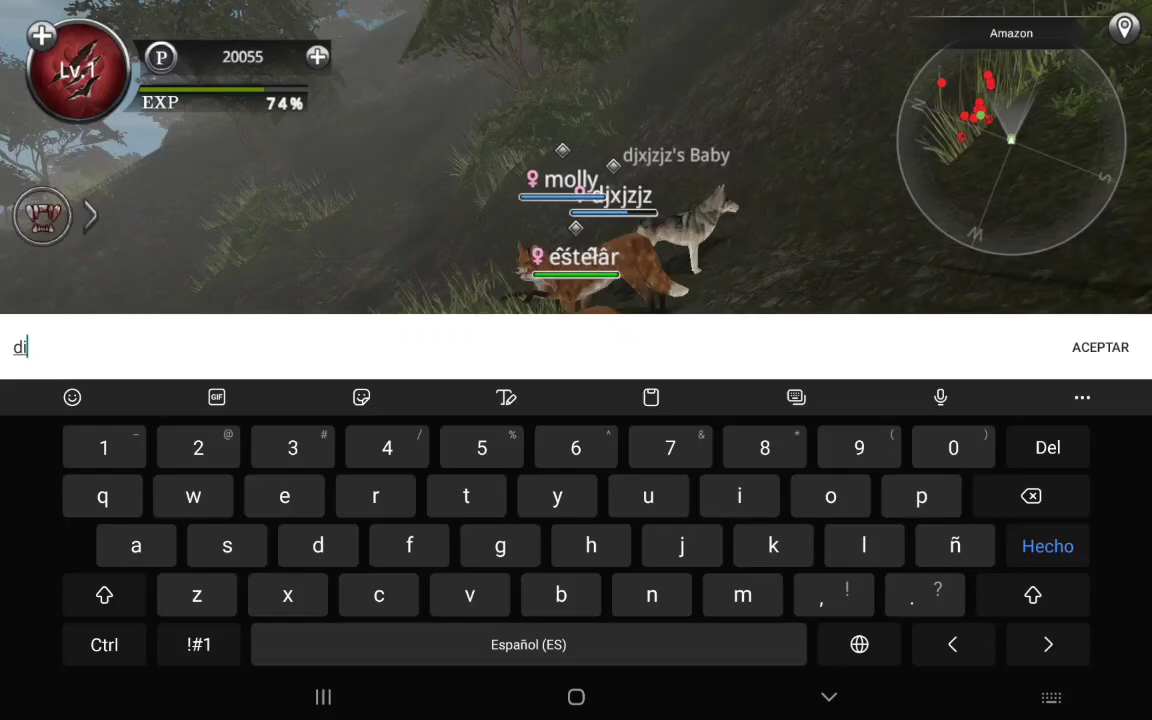 Lv.1
P 20055
EXP 74%
Amazon
N
S
W
djxjzjz's Baby
molly
djxjzjz
di
ACEPTAR
GIF
1 - 2 @ 3 # 4 / 5 % 6 ^ 7 & 8 * 9 ( 0 ) Del
q w e r t y u i o p
a s d f g h j k l ñ Hecho
z x c v b n m , ! . ?
Ctrl !#1 Español (ES) < >